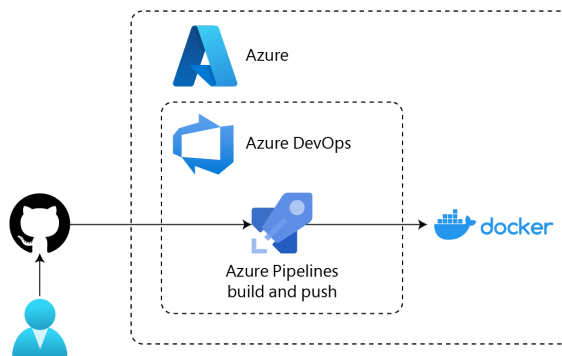 Azure
Azure DevOps
docker
Azure Pipelines
build and push